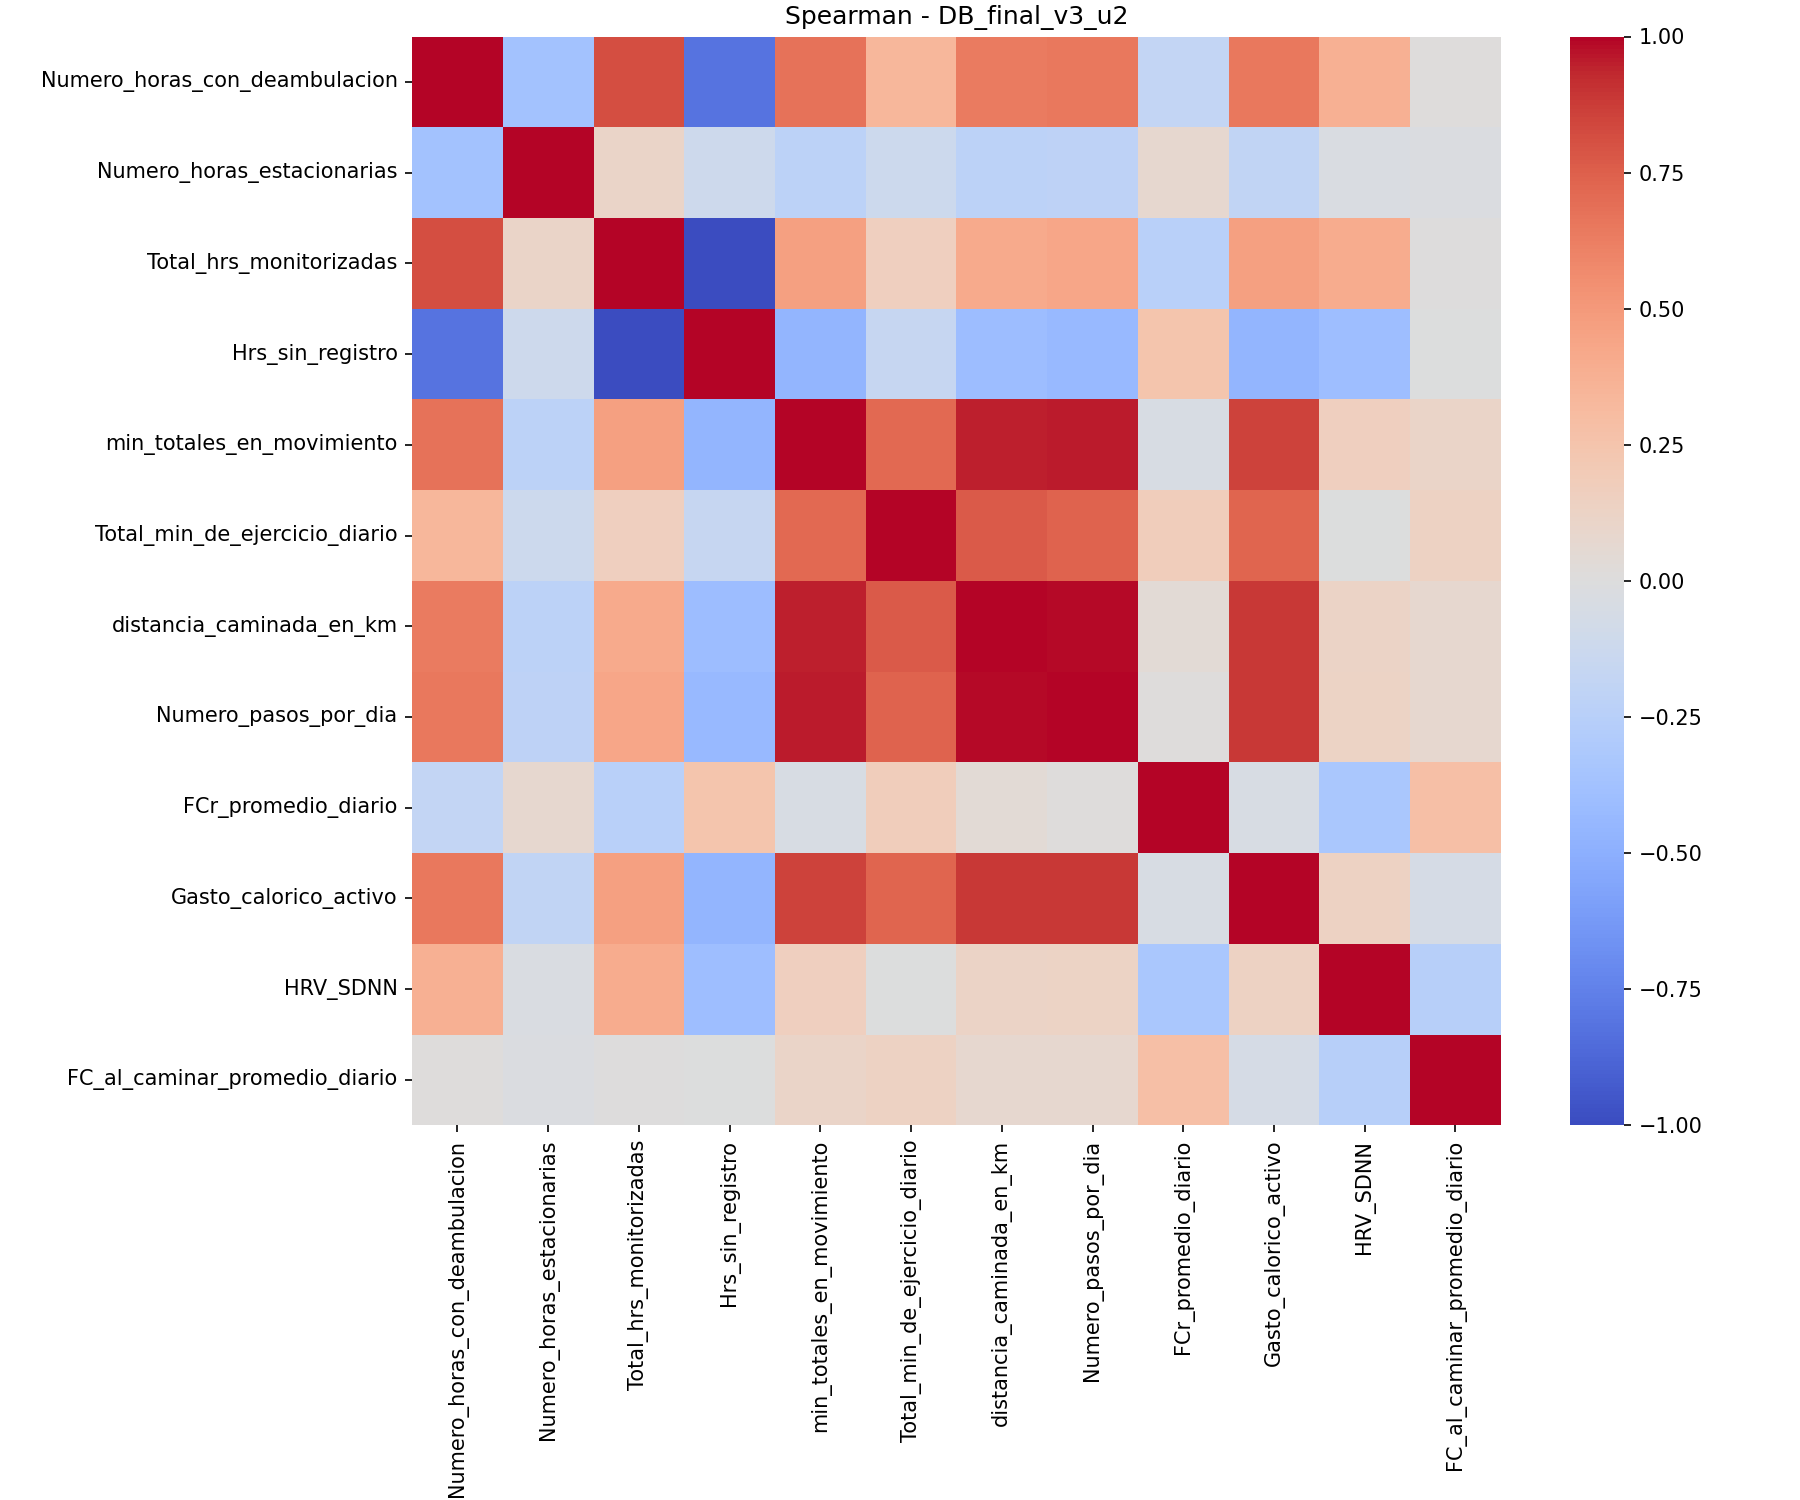 Spearman - DB_final_v3_u2
Numero_horas_con_deambulacion
Numero_horas_estacionarias
Total_hrs_monitorizadas
Hrs_sin_registro
min_totales_en_movimiento
Total_min_de_ejercicio_diario
distancia_caminada_en_km
Numero_pasos_por_dia
FCr_promedio_diario
Gasto_calorico_activo
HRV_SDNN
FC_al_caminar_promedio_diario
Numero_horas_con_deambulacion
Numero_horas_estacionarias
Total_hrs_monitorizadas
Hrs_sin_registro
min_totales_en_movimiento
Total_min_de_ejercicio_diario
distancia_caminada_en_km
Numero_pasos_por_dia
FCr_promedio_diario
Gasto_calorico_activo
HRV_SDNN
FC_al_caminar_promedio_diario
1.00
0.75
0.50
0.25
0.00
−0.25
−0.50
−0.75
−1.00